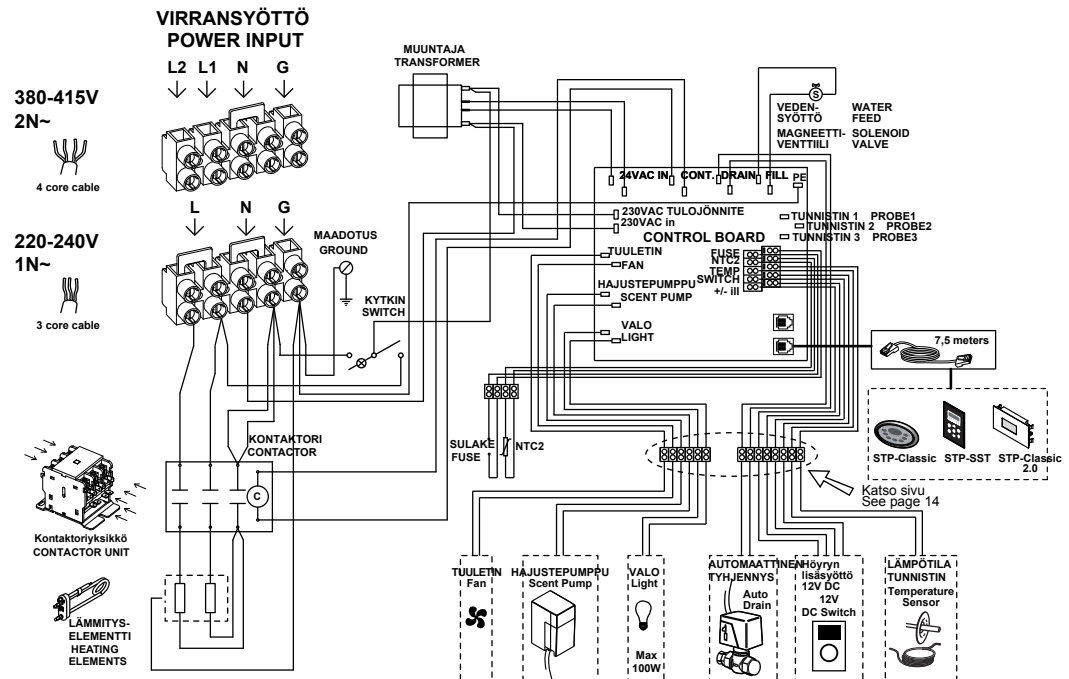 VIRRANSYÖTTÖ
POWER INPUT
L2 L1 N G
380-415V
2N~
4 core cable
L N G
220-240V
1N~
3 core cable
MUUNTAJA
TRANSFORMER
MAADOTUS
GROUND
KYTKIN
SWITCH
S
VEDEN-
SYÖTTÖ
MAGNEETTI-
VENTTIILI
WATER
FEED
SOLENOID
VALVE
24VAC IN CONT. DRAIN FILL PE
230VAC TULOJÖNNITE
230VAC in
TUNNISTIN 1 PROBE1
TUNNISTIN 2 PROBE2
TUNNISTIN 3 PROBE3
CONTROL BOARD
TUULETIN
FAN
FUSE
NTC2
TEMP
SWITCH
+/- ill
HAJUSTEPUMPPU
SCENT PUMP
VALO
LIGHT
7,5 meters
STP-Classic STP-SST STP-Classic
2.0
SULAKE
FUSE
NTC2
KONTAKTORI
CONTACTOR
C
Katso sivu
See page 14
Kontaktoriyksikkö
CONTACTOR UNIT
LÄMMITYS-
ELEMENTTI
HEATING
ELEMENTS
TUULETIN
Fan
HAJUSTEPUMPPU
Scent Pump
VALO
Light
Max
100W
AUTOMAATTINEN
TYHJENNYS
Auto
Drain
Höyryn
lisäsyöttö
12V DC
12V
DC Switch
LÄMPÖTILA
TUNNISTIN
Temperature
Sensor